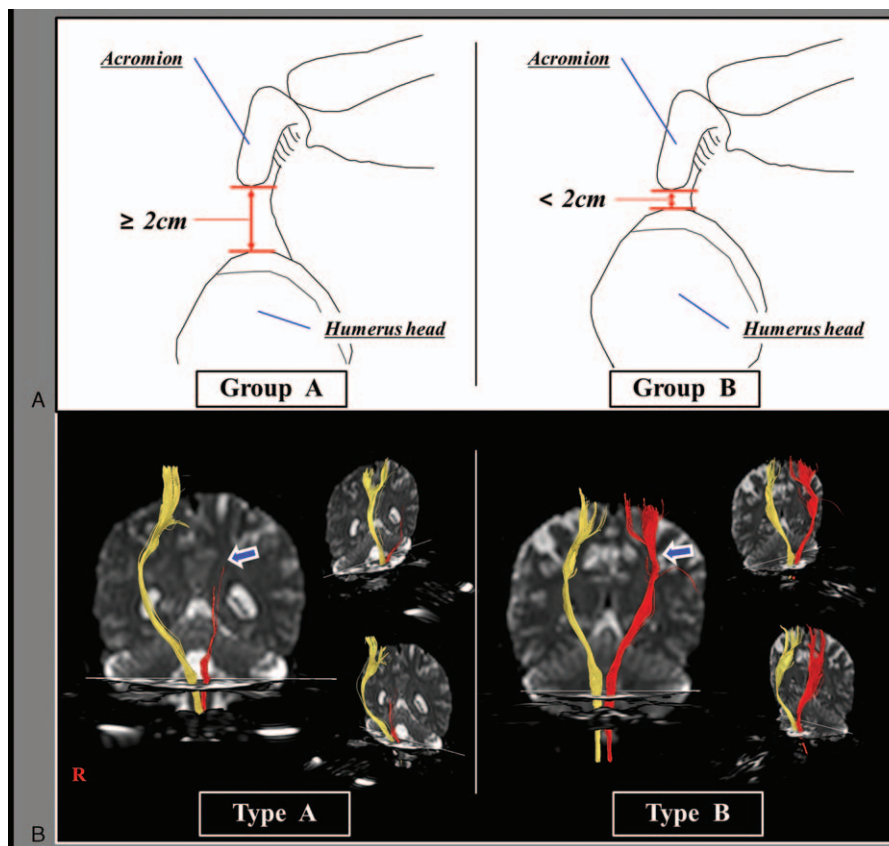 Acromion
≥ 2cm
Humerus head
Group A
Acromion
< 2cm
Humerus head
Group B
A
R
Type A
Type B
B